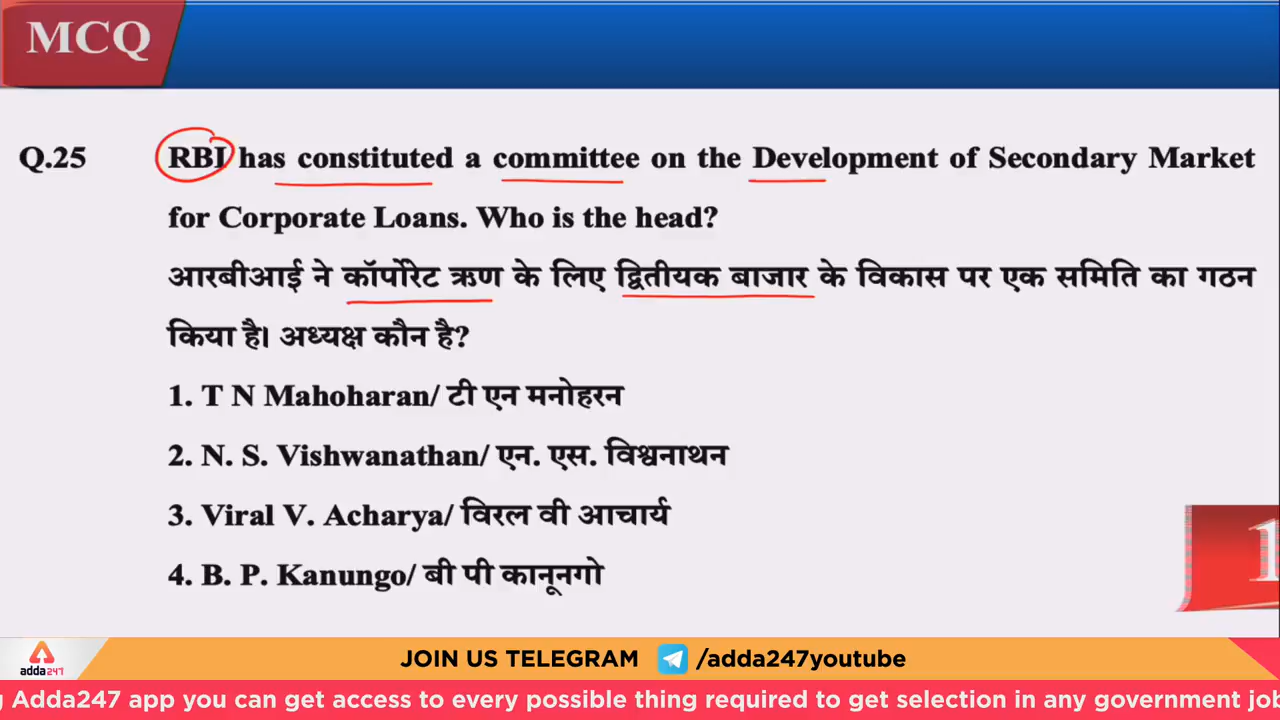 MCQ
Q.25 RBI has constituted a committee on the Development of Secondary Market
for Corporate Loans. Who is the head?
आरबीआई ने कॉर्पोरेट ऋण के लिए द्वितीयक बाजार के विकास पर एक समिति का गठन
किया है। अध्यक्ष कौन है?
1. T N Mahoharan/ टी एन मनोहरन
2. N. S. Vishwanathan/ एन. एस. विश्वनाथन
3. Viral V. Acharya/ विरल वी आचार्य
4. B. P. Kanungo/ बी पी कानूनगो
1
adda247
JOIN US TELEGRAM /adda247youtube
Adda247 app you can get access to every possible thing required to get selection in any government